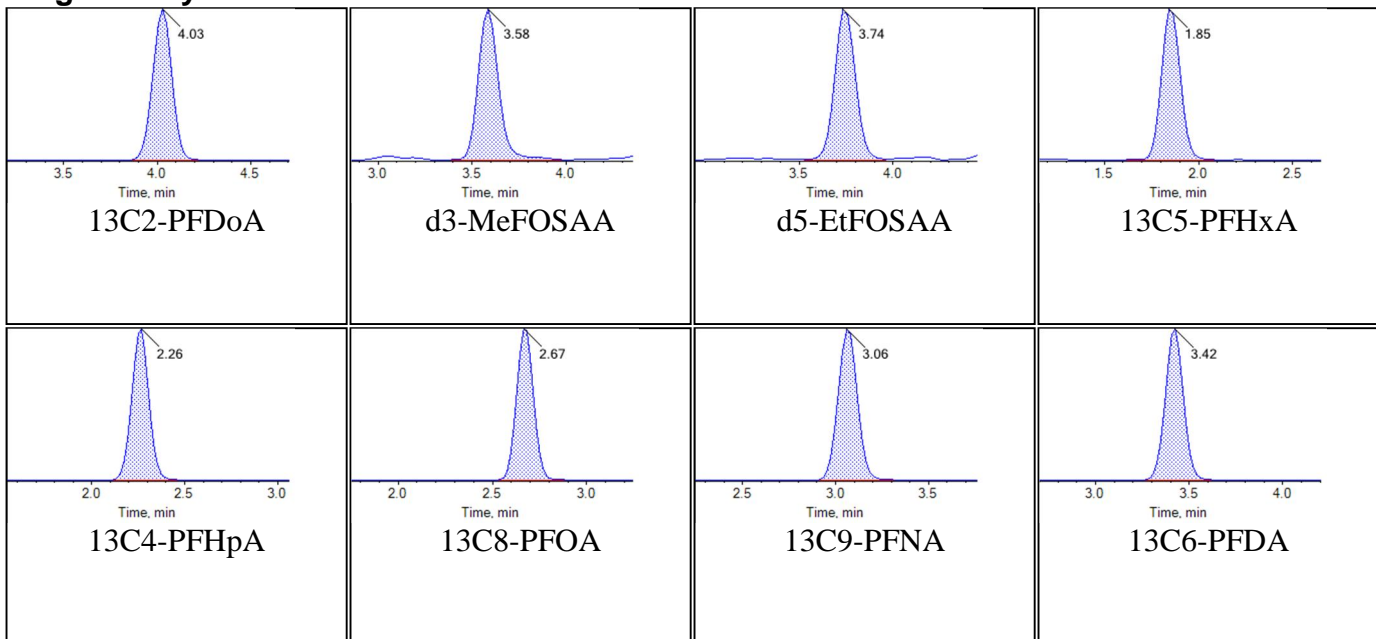 4.03
3.5 4.0 4.5
Time, min
13C2-PFDoA
3.58
3.0 3.5 4.0
Time, min
d3-MeFOSAA
3.74
3.5 4.0
Time, min
d5-EtFOSAA
1.85
1.5 2.0 2.5
Time, min
13C5-PFHxA
2.26
2.0 2.5 3.0
Time, min
13C4-PFHpA
2.67
2.0 2.5 3.0
Time, min
13C8-PFOA
3.06
2.5 3.0 3.5
Time, min
13C9-PFNA
3.42
3.0 3.5 4.0
Time, min
13C6-PFDA